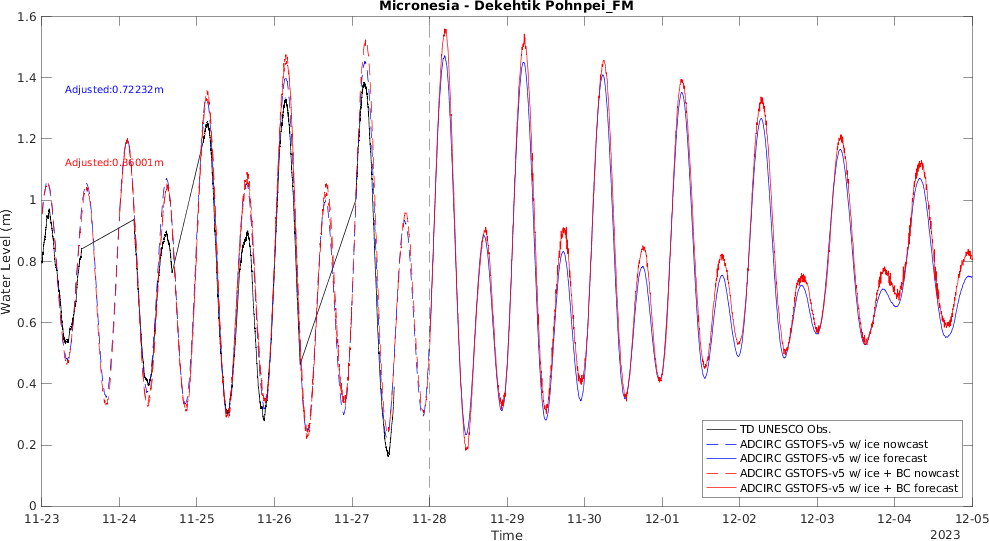 Micronesia - Dekehtik Pohnpei_FM
1.6
1.4
1.2
1
0.8
0.6
0.4
0.2
0
Water Level (m)
Adjusted:0.72232m
Adjusted:0.36001m
TD UNESCO Obs.
ADCIRC GSTOFS-v5 w/ ice nowcast
ADCIRC GSTOFS-v5 w/ ice forecast
ADCIRC GSTOFS-v5 w/ ice + BC nowcast
ADCIRC GSTOFS-v5 w/ ice + BC forecast
11-23 11-24 11-25 11-26 11-27 11-28 11-29 11-30 12-01 12-02 12-03 12-04 12-05
Time
2023